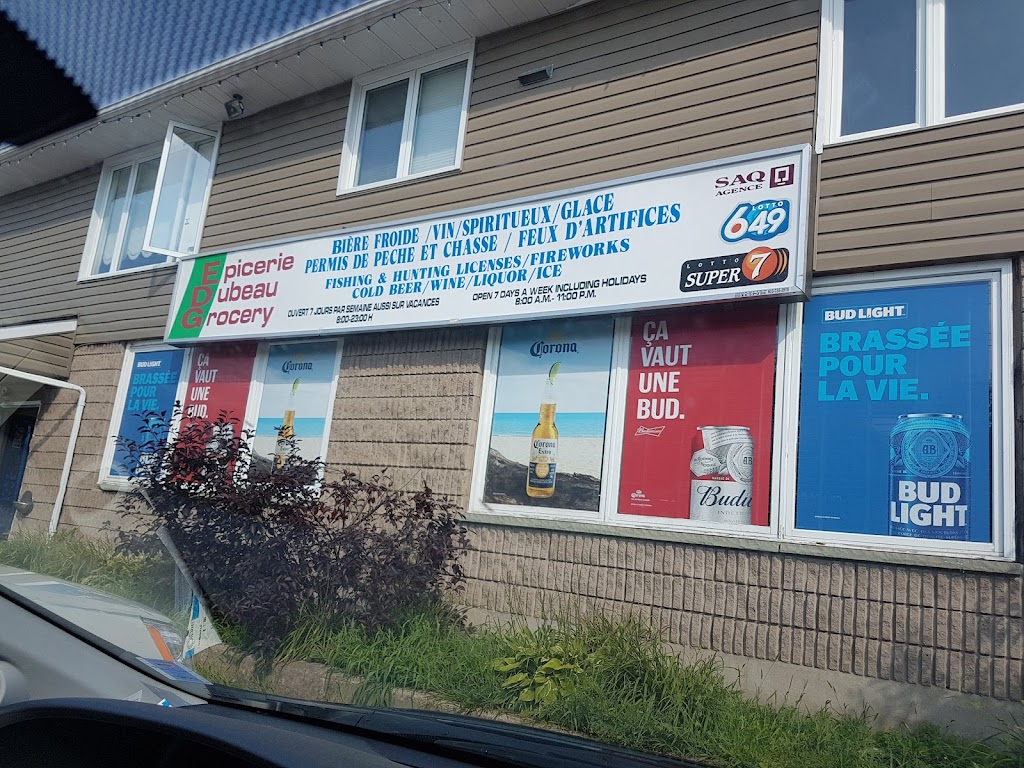 Epicerie
Dubeau
Grocery
BIÈRE FROIDE /VIN/SPIRITUEUX/GLACE
PERMIS DE PECHE ET CHASSE / FEUX D'ARTIFICES
FISHING & HUNTING LICENSES/FIREWORKS
COLD BEER/WINE/LIQUOR/ICE
OUVERT 7 JOURS PAR SEMAINE AUSSI SUR VACANCES
8:00-23:00 H
OPEN 7 DAYS A WEEK INCLUDING HOLIDAYS
8:00 A.M.- 11:00 P.M.
SAQ
AGENCE
LOTTO
6/49
LOTTO
SUPER 7
BUD LIGHT
BRASSÉE
POUR
LA VIE.
ÇA
VAUT
UNE
BUD.
Corona
Corona
Corona
Extra
ÇA
VAUT
UNE
BUD.
Budweiser
BUD LIGHT
BRASSÉE
POUR
LA VIE.
AB
BUD
LIGHT